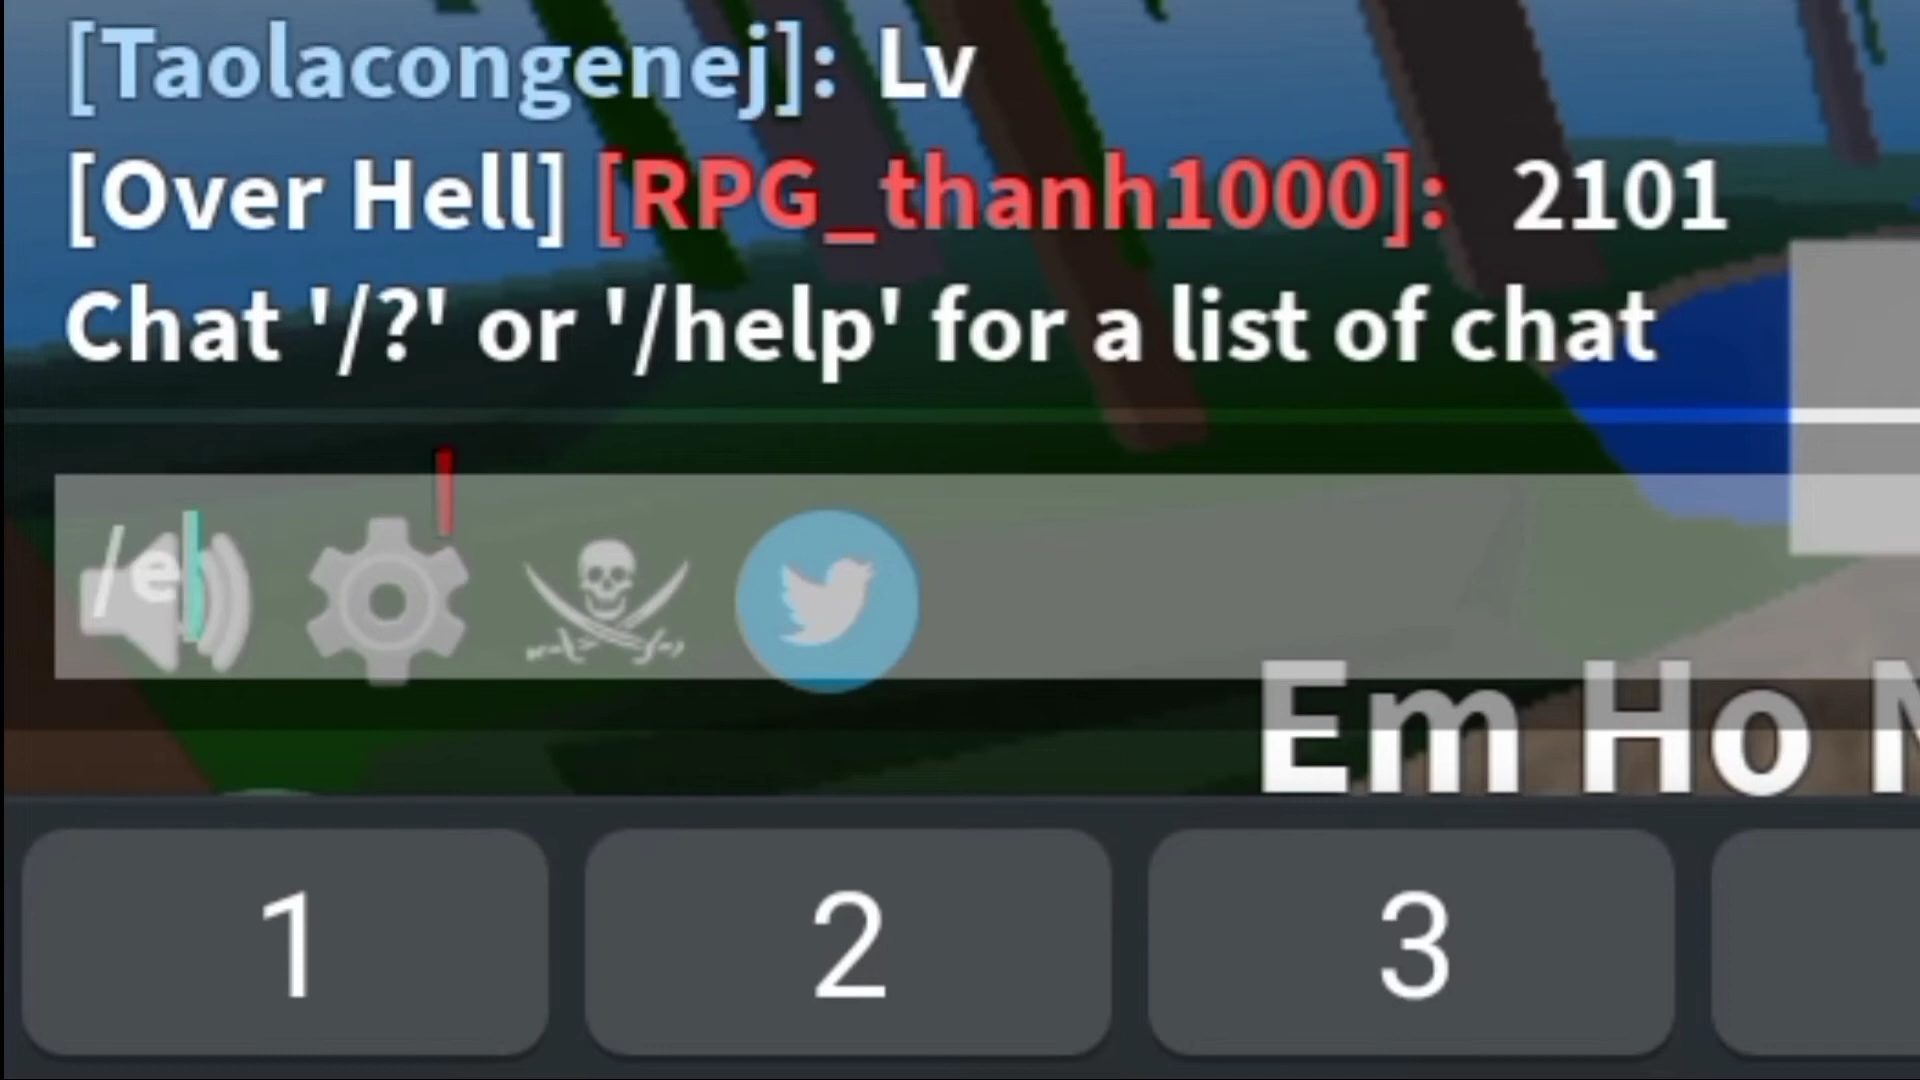 [Taolacongenej]: Lv
[Over Hell] [RPG_thanh1000]: 2101
Chat '/?' or '/help' for a list of chat
/e
Em Ho
1 2 3